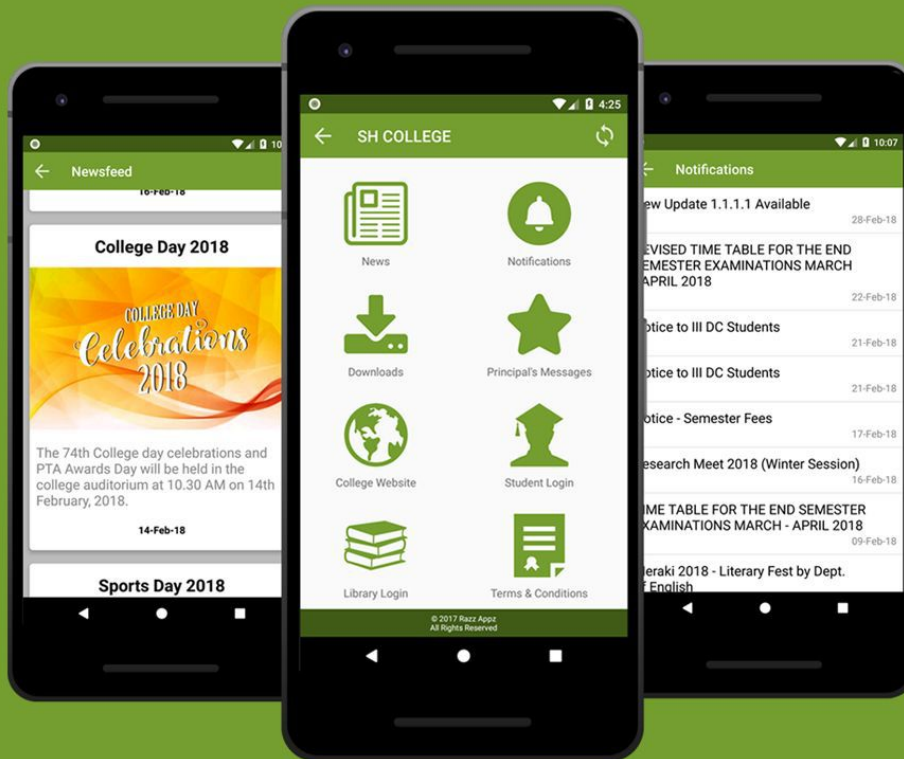 10
Newsfeed
16-Feb-18
College Day 2018
COLLEGE DAY
Celebrations
2018
The 74th College day celebrations and
PTA Awards Day will be held in the
college auditorium at 10.30 AM on 14th
February, 2018.
14-Feb-18
Sports Day 2018
4:25
SH COLLEGE
News
Notifications
Downloads
Principal's Messages
College Website
Student Login
Library Login
Terms & Conditions
© 2017 Razz Appz
All Rights Reserved
10:07
Notifications
ew Update 1.1.1.1 Available
28-Feb-18
EVISED TIME TABLE FOR THE END
EMESTER EXAMINATIONS MARCH
APRIL 2018
22-Feb-18
otice to III DC Students
21-Feb-18
otice to III DC Students
21-Feb-18
otice - Semester Fees
17-Feb-18
esearch Meet 2018 (Winter Session)
16-Feb-18
IME TABLE FOR THE END SEMESTER
XAMINATIONS MARCH - APRIL 2018
09-Feb-18
eraki 2018 - Literary Fest by Dept.
f English